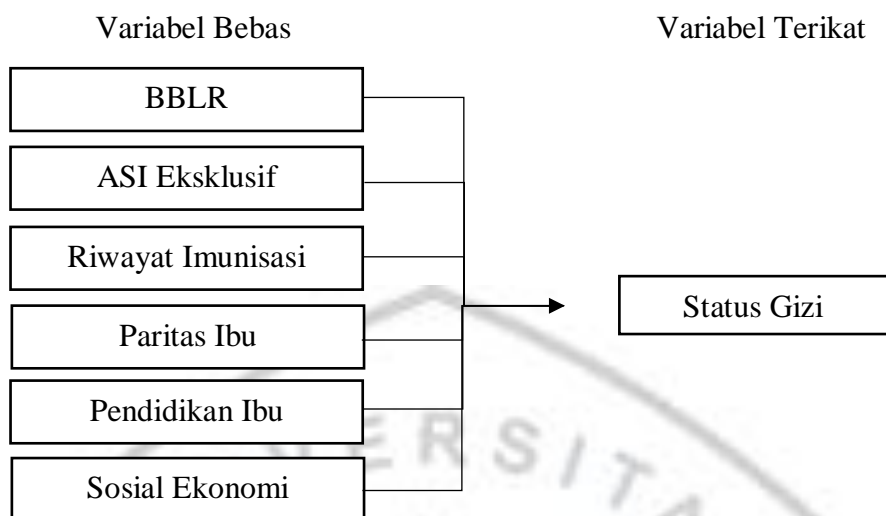 Variabel Bebas
Variabel Terikat
BBLR
ASI Eksklusif
Riwayat Imunisasi
Status Gizi
Paritas Ibu
Pendidikan Ibu
Sosial Ekonomi